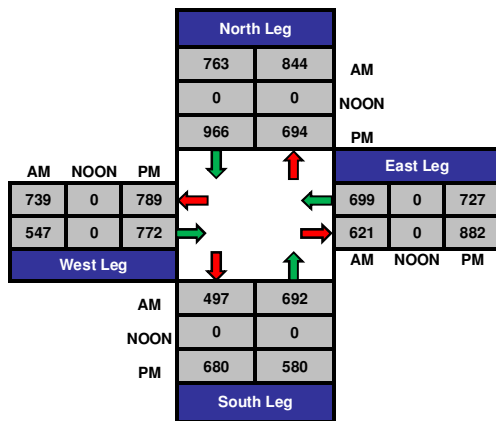 North Leg
763 844 AM
0 0 NOON
966 694 PM
AM NOON PM East Leg
739 0 789 699 0 727
547 0 772 621 0 882
West Leg AM NOON PM
AM 497 692
NOON 0 0
PM 680 580
South Leg